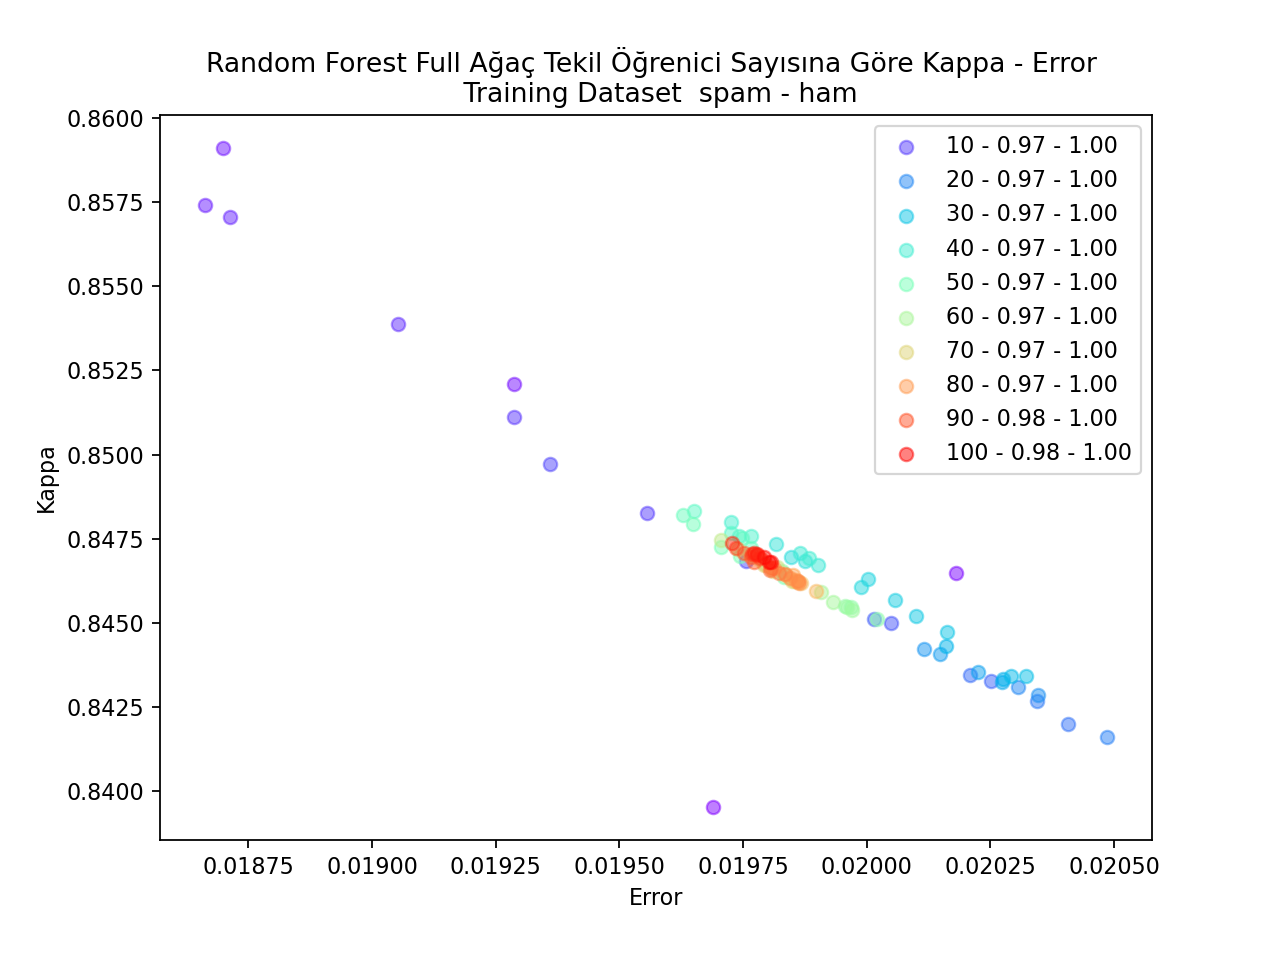 Random Forest Full Ağaç Tekil Öğrenici Sayısına Göre Kappa - Error
Training Dataset  spam - ham
Kappa
0.8600
0.8575
0.8550
0.8525
0.8500
0.8475
0.8450
0.8425
0.8400
10 - 0.97 - 1.00
20 - 0.97 - 1.00
30 - 0.97 - 1.00
40 - 0.97 - 1.00
50 - 0.97 - 1.00
60 - 0.97 - 1.00
70 - 0.97 - 1.00
80 - 0.97 - 1.00
90 - 0.98 - 1.00
100 - 0.98 - 1.00
0.01875 0.01900 0.01925 0.01950 0.01975 0.02000 0.02025 0.02050
Error